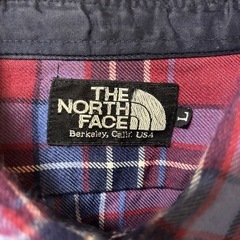 THE
NORTH
FACE
Berkeley, Calif. USA
L